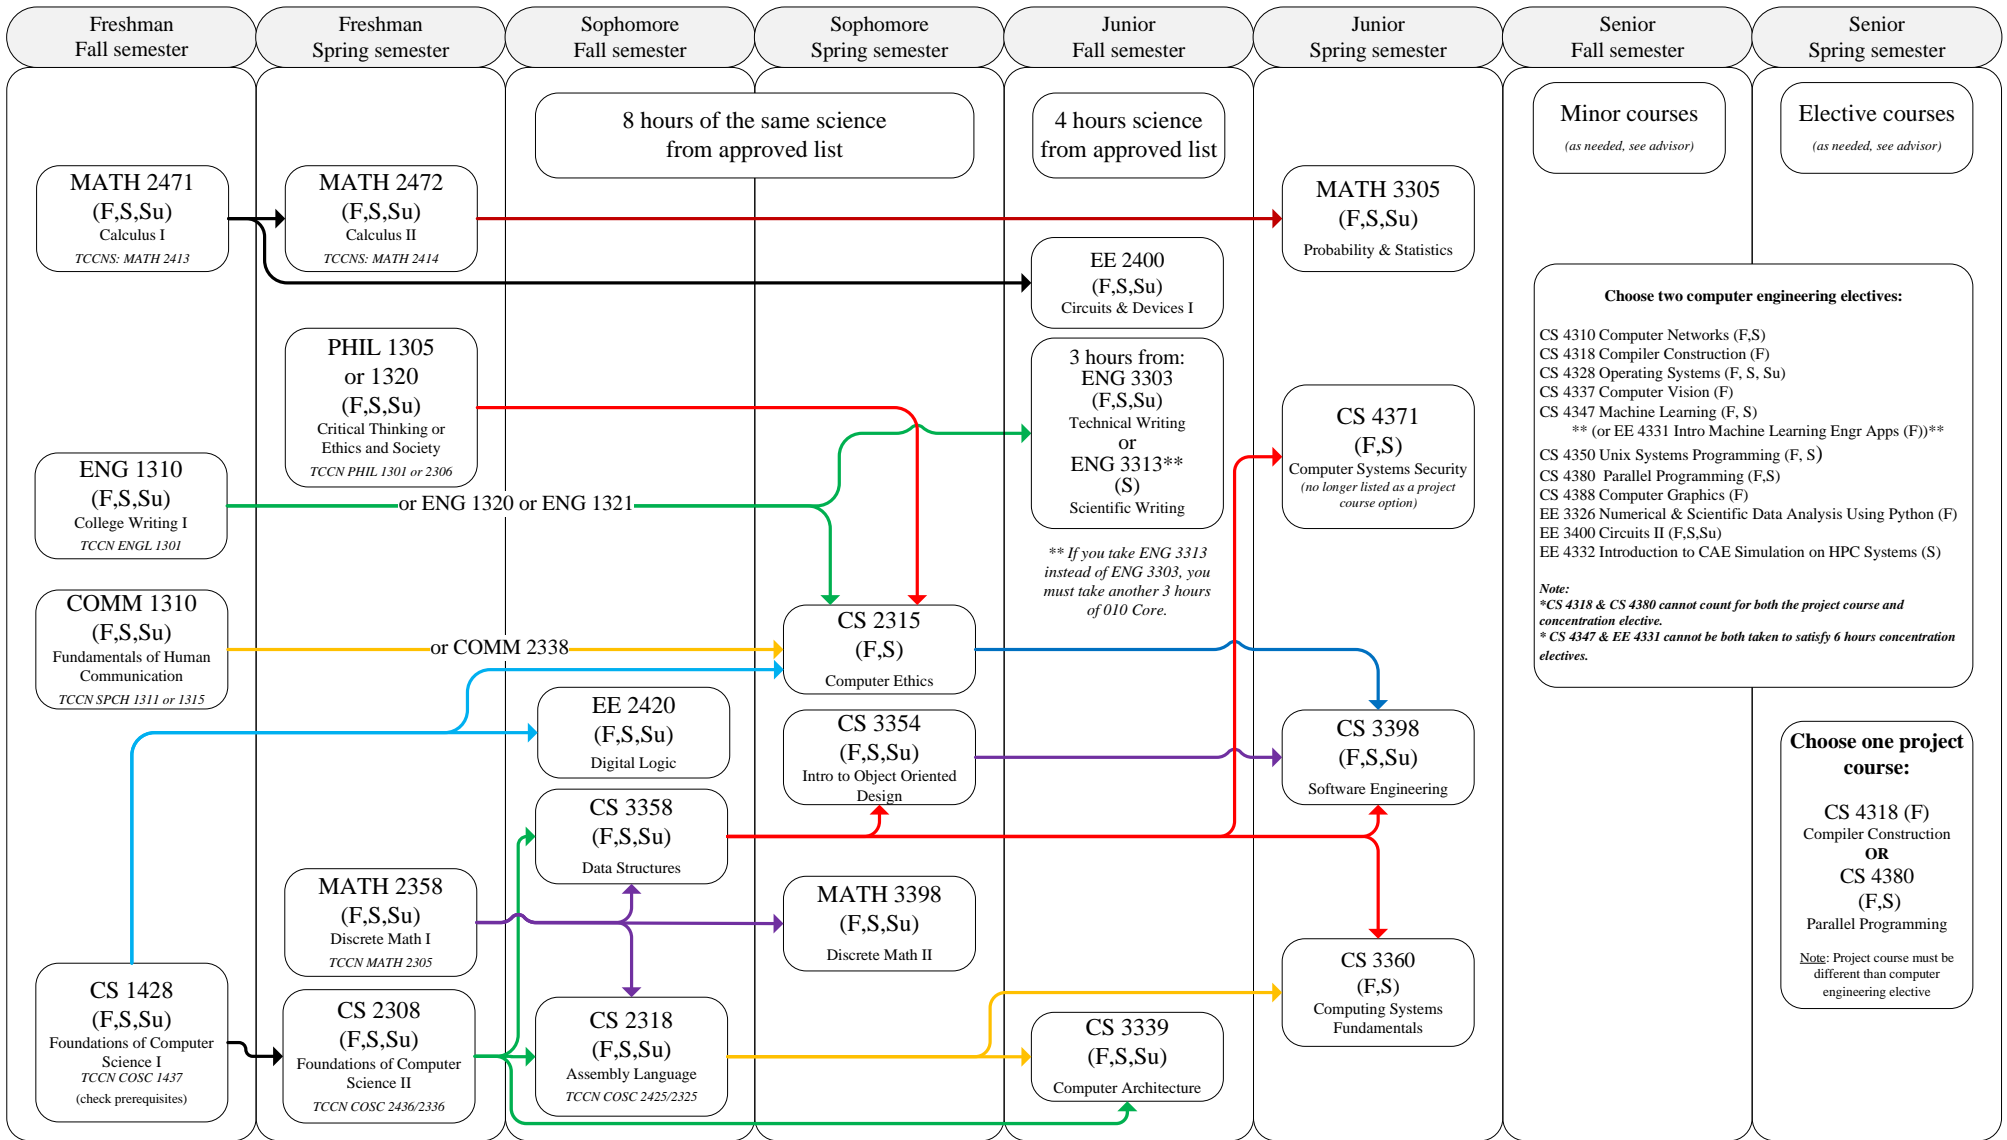 Freshman
Fall semester
Freshman
Spring semester
Sophomore
Fall semester
Sophomore
Spring semester
Junior
Fall semester
Junior
Spring semester
Senior
Fall semester
Senior
Spring semester
MATH 2471
(F,S,Su)
Calculus I
TCCNS: MATH 2413
ENG 1310
(F,S,Su)
College Writing I
TCCN ENGL 1301
COMM 1310
(F,S,Su)
Fundamentals of Human
Communication
TCCN SPCH 1311 or 1315
CS 1428
(F,S,Su)
Foundations of Computer
Science I
TCCN COSC 1437
(check prerequisites)
MATH 2472
(F,S,Su)
Calculus II
TCCNS: MATH 2414
PHIL 1305
or 1320
(F,S,Su)
Critical Thinking or
Ethics and Society
TCCN PHIL 1301 or 2306
or ENG 1320 or ENG 1321
or COMM 2338
MATH 2358
(F,S,Su)
Discrete Math I
TCCN MATH 2305
CS 2308
(F,S,Su)
Foundations of Computer
Science II
TCCN COSC 2436/2336
8 hours of the same science
from approved list
EE 2420
(F,S,Su)
Digital Logic
CS 3358
(F,S,Su)
Data Structures
CS 2318
(F,S,Su)
Assembly Language
TCCN COSC 2425/2325
CS 2315
(F,S)
Computer Ethics
CS 3354
(F,S,Su)
Intro to Object Oriented
Design
MATH 3398
(F,S,Su)
Discrete Math II
4 hours science
from approved list
EE 2400
(F,S,Su)
Circuits & Devices I
3 hours from:
ENG 3303
(F,S,Su)
Technical Writing
or
ENG 3313**
(S)
Scientific Writing
** If you take ENG 3313
instead of ENG 3303, you
must take another 3 hours
of 010 Core.
CS 3339
(F,S,Su)
Computer Architecture
MATH 3305
(F,S,Su)
Probability & Statistics
CS 4371
(F,S)
Computer Systems Security
(no longer listed as a project
course option)
CS 3398
(F,S,Su)
Software Engineering
CS 3360
(F,S)
Computing Systems
Fundamentals
Minor courses
(as needed, see advisor)
Elective courses
(as needed, see advisor)
Choose two computer engineering electives:
CS 4310 Computer Networks (F,S)
CS 4318 Compiler Construction (F)
CS 4328 Operating Systems (F, S, Su)
CS 4337 Computer Vision (F)
CS 4347 Machine Learning (F, S)
** (or EE 4331 Intro Machine Learning Engr Apps (F))**
CS 4350 Unix Systems Programming (F, S)
CS 4380  Parallel Programming (F,S)
CS 4388 Computer Graphics (F)
EE 3326 Numerical & Scientific Data Analysis Using Python (F)
EE 3400 Circuits II (F,S,Su)
EE 4332 Introduction to CAE Simulation on HPC Systems (S)
Note:
*CS 4318 & CS 4380 cannot count for both the project course and
concentration elective.
* CS 4347 & EE 4331 cannot be both taken to satisfy 6 hours concentration
electives.
Choose one project
course:
CS 4318 (F)
Compiler Construction
OR
CS 4380
(F,S)
Parallel Programming
Note: Project course must be
different than computer
engineering elective